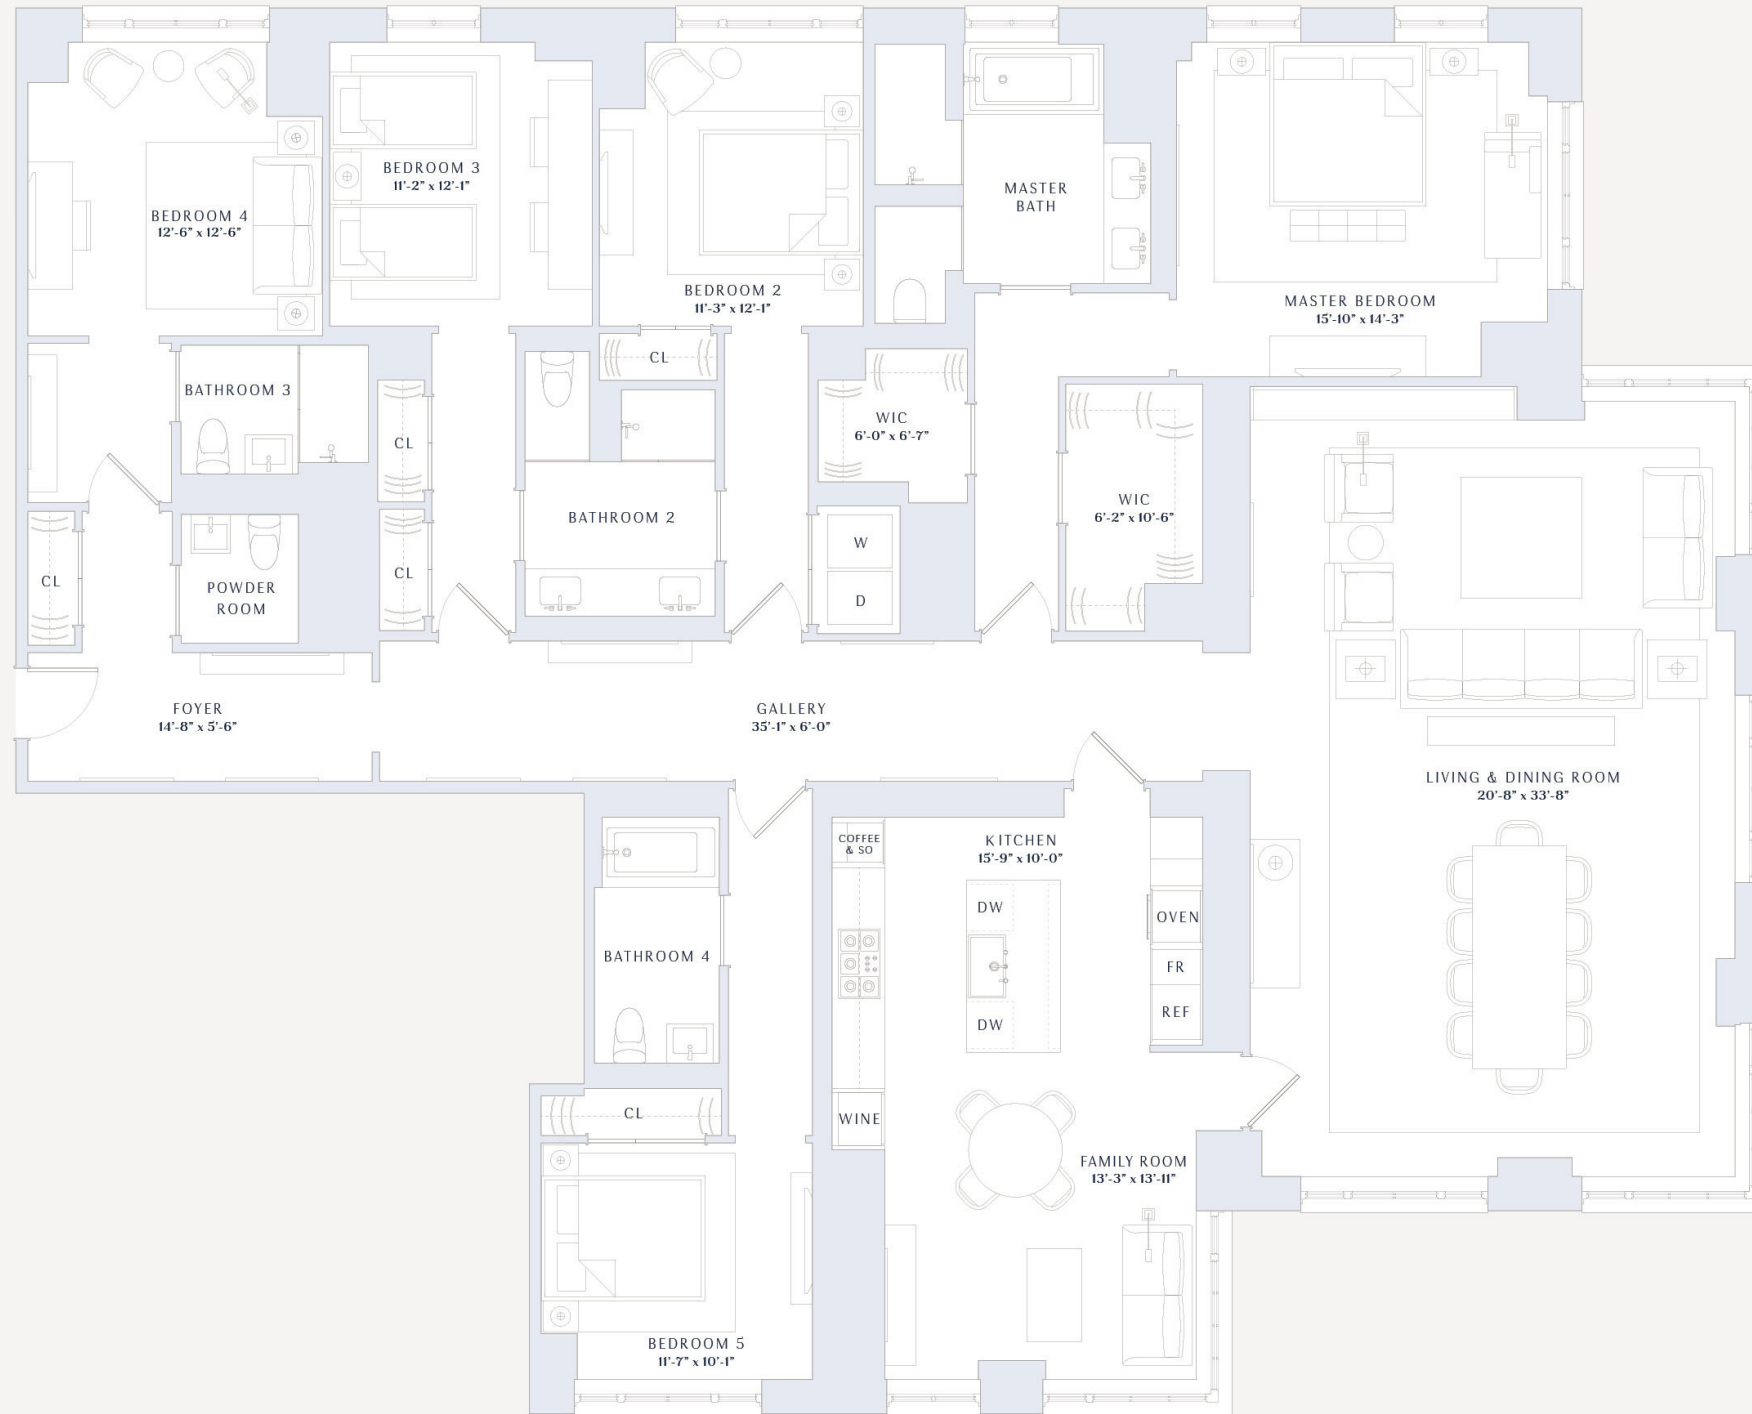 BEDROOM 3
11'-2" x 12'-1"
BEDROOM 4
12'-6" x 12'-6"
MASTER
BATH
BEDROOM 2
11'-3" x 12'-1"
MASTER BEDROOM
15'-10" x 14'-3"
CL
BATHROOM 3
CL
WIC
6'-0" x 6'-7"
WIC
6'-2" x 10'-6"
BATHROOM 2
W
CL
CL
POWDER
ROOM
D
FOYER
14'-8" x 5'-6"
GALLERY
35'-1" x 6'-0"
LIVING & DINING ROOM
20'-8" x 33'-8"
COFFEE
& SO
KITCHEN
15'-9" x 10'-0"
DW
OVEN
BATHROOM 4
FR
REF
DW
CL
WINE
FAMILY ROOM
13'-3" x 13'-11"
BEDROOM 5
11'-7" x 10'-1"